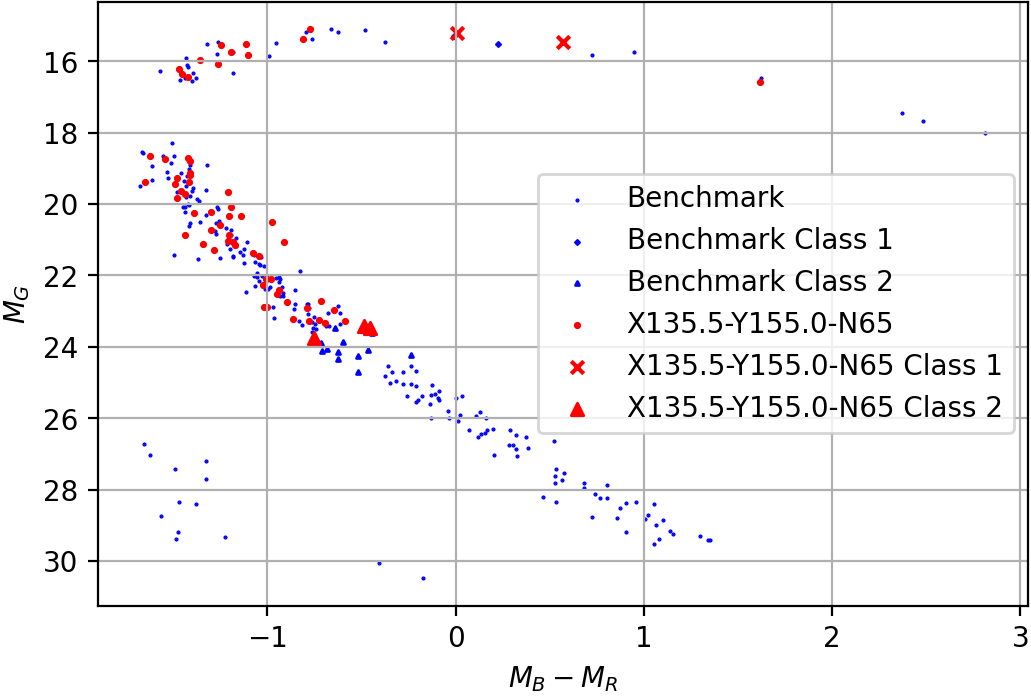 16
18
20
22
24
26
28
30
M_G
−1
0
1
2
3
M_B − M_R
Benchmark
Benchmark Class 1
Benchmark Class 2
X135.5-Y155.0-N65
X135.5-Y155.0-N65 Class 1
X135.5-Y155.0-N65 Class 2